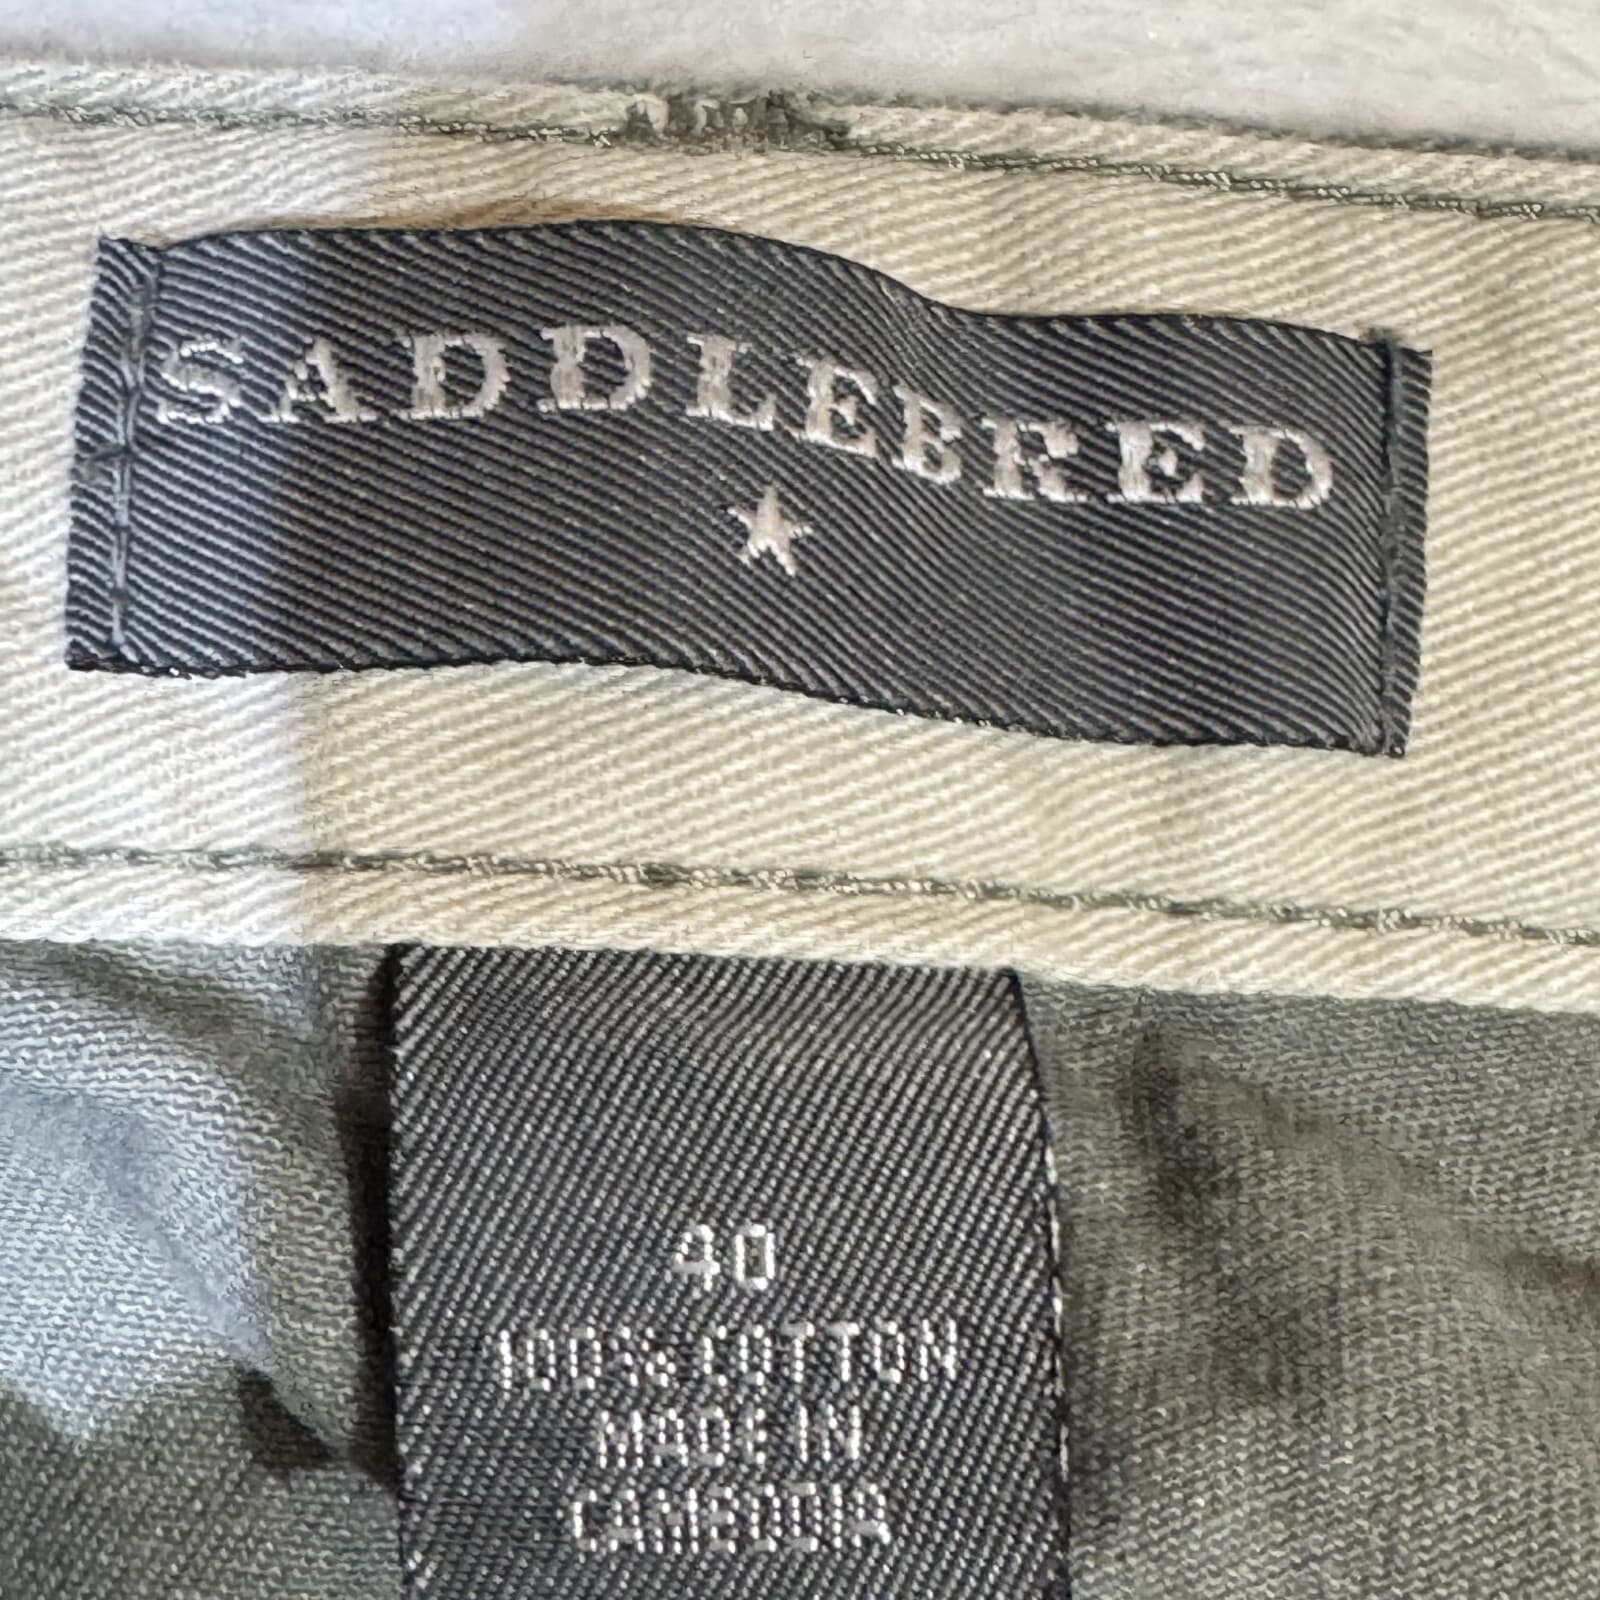 SADDLEBRED
40
100% COTTON
MADE IN
CAMBODIA